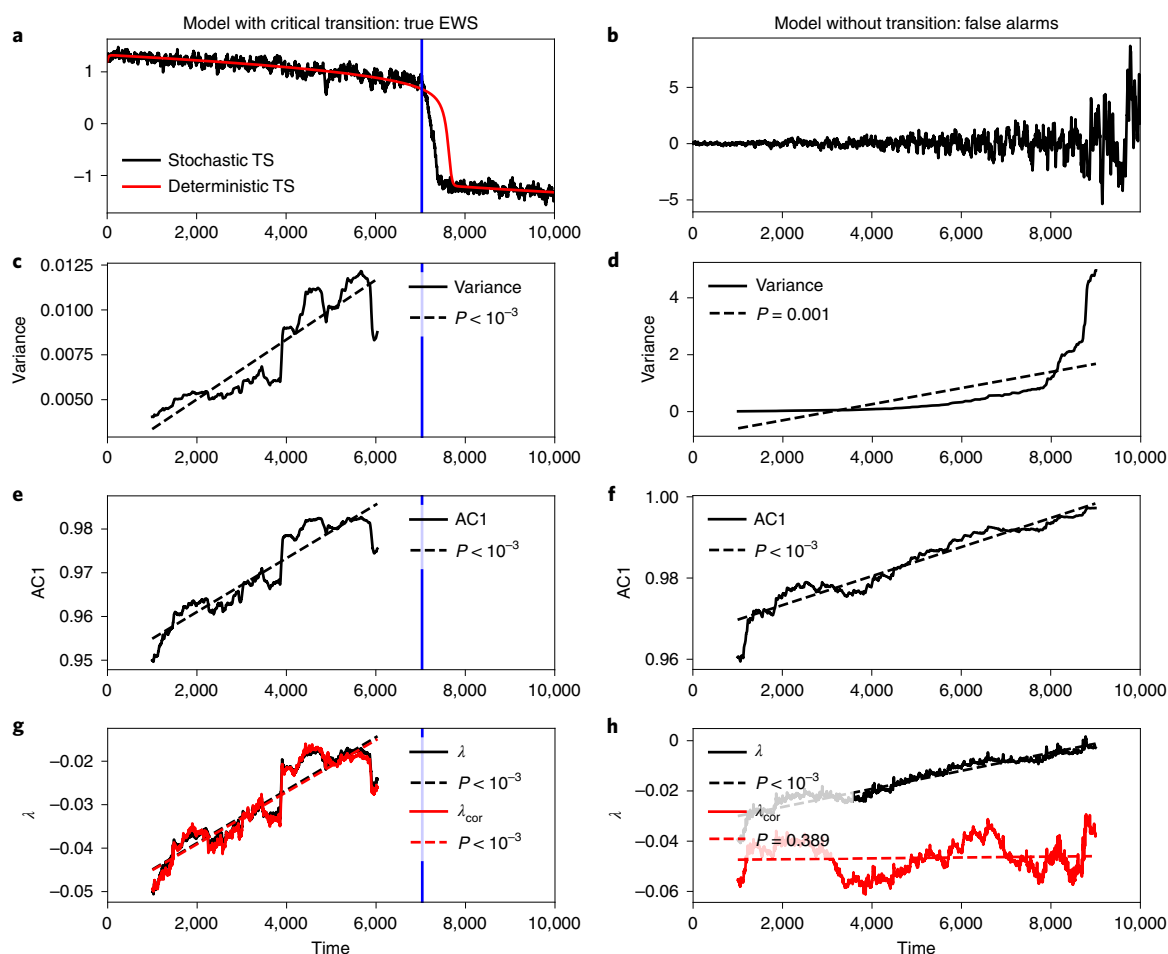 Model with critical transition: true EWS
Model without transition: false alarms
a
1
0
−1
Stochastic TS
Deterministic TS
0
2,000
4,000
6,000
8,000
10,000
b
5
0
−5
0
2,000
4,000
6,000
8,000
c
Variance
0.0125
0.0100
0.0075
0.0050
Variance
P < 10⁻³
0
2,000
4,000
6,000
8,000
10,000
d
Variance
4
2
0
Variance
P = 0.001
0
2,000
4,000
6,000
8,000
10,000
e
AC1
0.98
0.97
0.96
0.95
AC1
P < 10⁻³
0
2,000
4,000
6,000
8,000
10,000
f
AC1
1.00
0.98
0.96
AC1
P < 10⁻³
0
2,000
4,000
6,000
8,000
10,000
g
λ
−0.02
−0.03
−0.04
−0.05
λ
P < 10⁻³
λcor
P < 10⁻³
0
2,000
4,000
6,000
8,000
10,000
Time
h
λ
0
−0.02
−0.04
−0.06
λ
P < 10⁻³
λcor
P = 0.389
0
2,000
4,000
6,000
8,000
10,000
Time